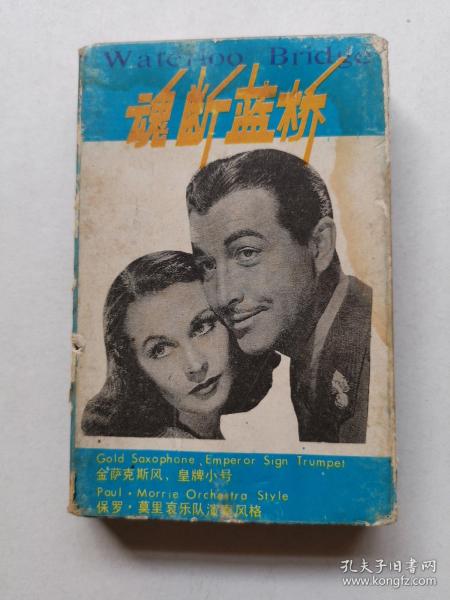 Waterloo Bridge
魂断蓝桥
Gold Saxophone、Emperor Sign Trumpet
金萨克斯风、皇牌小号
Paul·Morrie Orchestra Style
保罗·莫里哀乐队演奏风格
孔夫子旧书网
www.kongfz.com